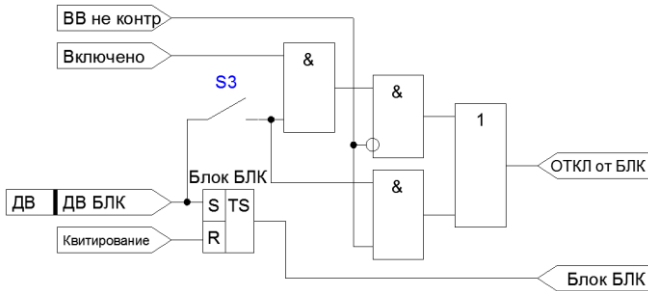 ВВ не контр
Включено
&
S3
&
1
ОТКЛ от БЛК
Блок БЛК
&
ДВ ДВ БЛК
S TS
R
Квитирование
Блок БЛК